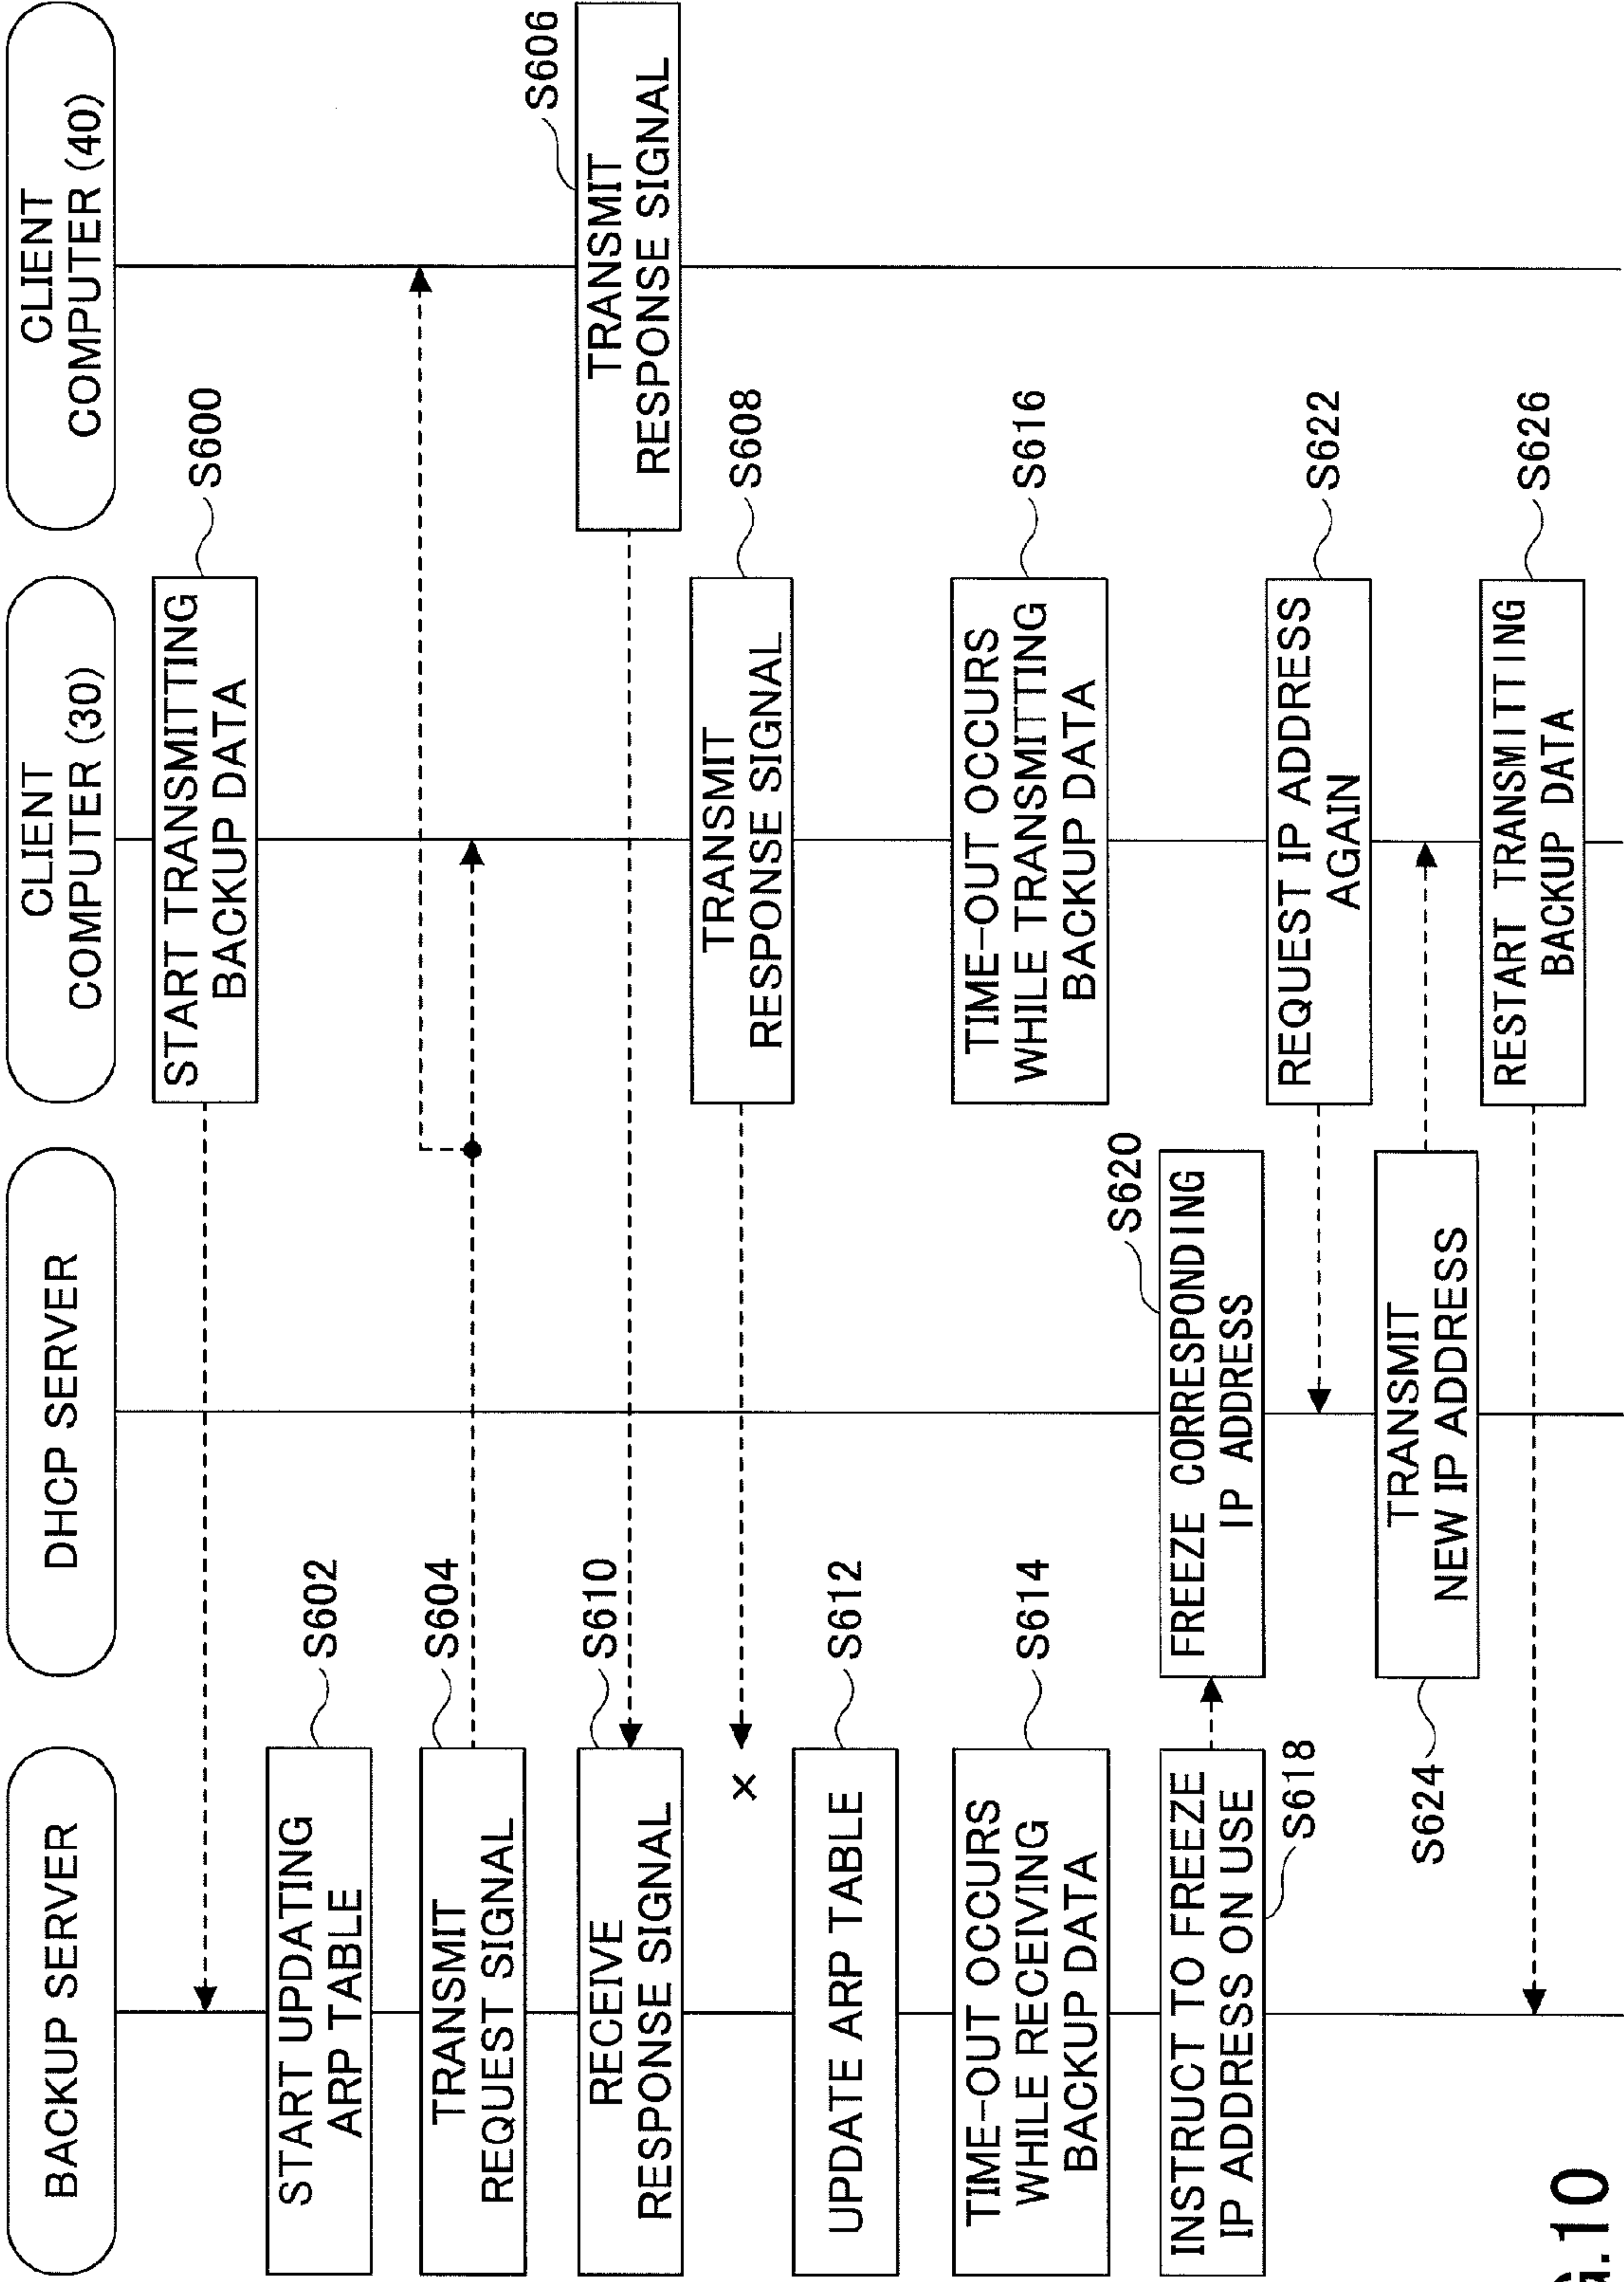 BACKUP SERVER
DHCP SERVER
CLIENT
COMPUTER (30)
CLIENT
COMPUTER (40)
START TRANSMITTING
BACKUP DATA
S600
START UPDATING
ARP TABLE
S602
TRANSMIT
REQUEST SIGNAL
S604
TRANSMIT
RESPONSE SIGNAL
S606
RECEIVE
RESPONSE SIGNAL
S610
TRANSMIT
RESPONSE SIGNAL
S608
×
UPDATE ARP TABLE
S612
TIME-OUT OCCURS
WHILE RECEIVING
BACKUP DATA
S614
TIME-OUT OCCURS
WHILE TRANSMITTING
BACKUP DATA
S616
INSTRUCT TO FREEZE
IP ADDRESS ON USE
S618
FREEZE CORRESPONDING
IP ADDRESS
S620
REQUEST IP ADDRESS
AGAIN
S622
TRANSMIT
NEW IP ADDRESS
S624
RESTART TRANSMITTING
BACKUP DATA
S626
G.10